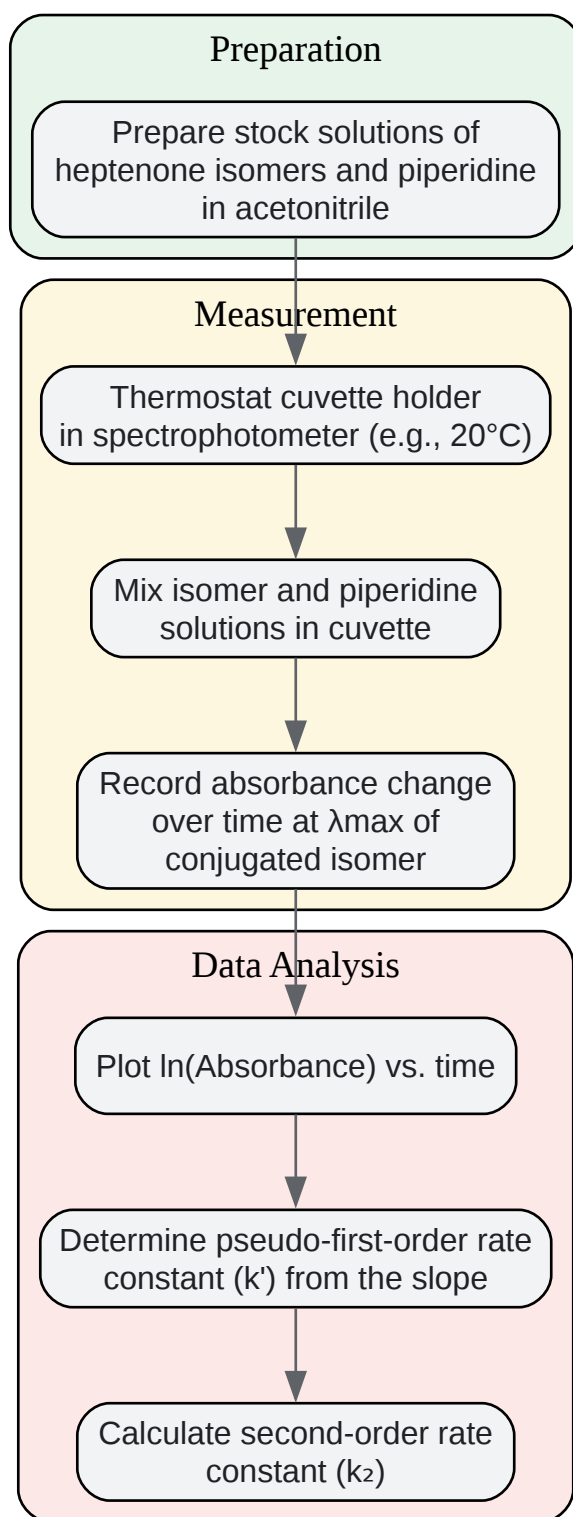 Preparation
Prepare stock solutions of
heptenone isomers and piperidine
in acetonitrile
Measurement
Thermostat cuvette holder
in spectrophotometer (e.g., 20°C)
Mix isomer and piperidine
solutions in cuvette
Record absorbance change
over time at λmax of
conjugated isomer
Data Analysis
Plot ln(Absorbance) vs. time
Determine pseudo-first-order rate
constant (k') from the slope
Calculate second-order rate
constant (k₂)